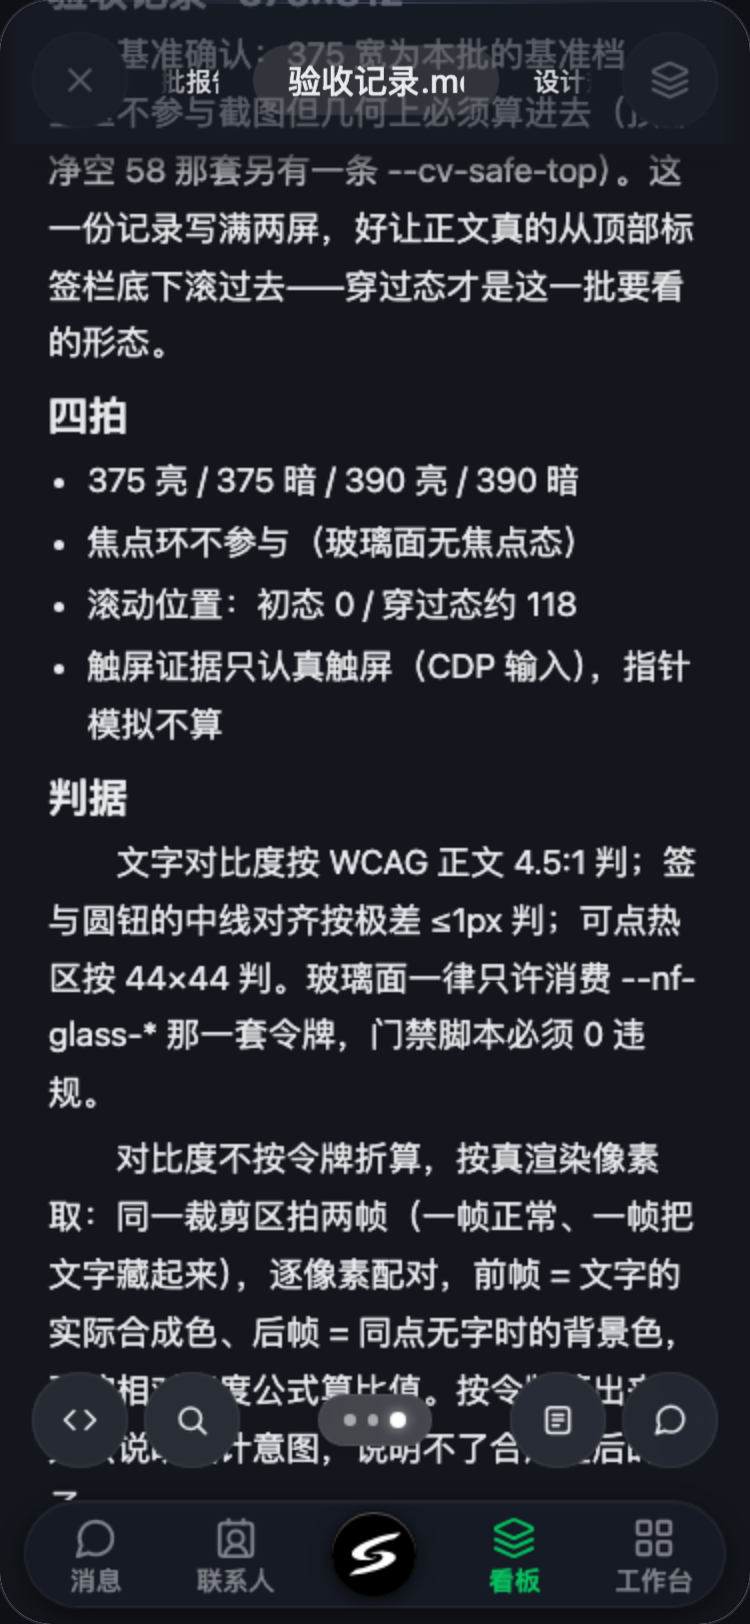 验收记录
基准确认：375 宽为本批的基准档
批报
验收记录.m
设计
不参与截图但几何上必须算进去
净空 58 那套另有一条 --cv-safe-top）。这
一份记录写满两屏，好让正文真的从顶部标
签栏底下滚过去——穿过态才是这一批要看
的形态。
四拍
• 375 亮 / 375 暗 / 390 亮 / 390 暗
• 焦点环不参与（玻璃面无焦点态）
• 滚动位置：初态 0 / 穿过态约 118
• 触屏证据只认真触屏（CDP 输入），指针
模拟不算
判据
文字对比度按 WCAG 正文 4.5:1 判；签
与圆钮的中线对齐按极差 ≤1px 判；可点热
区按 44×44 判。玻璃面一律只许消费 --nf-
glass-* 那一套令牌，门禁脚本必须 0 违
规。
对比度不按令牌折算，按真渲染像素
取：同一裁剪区拍两帧（一帧正常、一帧把
文字藏起来），逐像素配对，前帧 = 文字的
实际合成色、后帧 = 同点无字时的背景色，
相 度公式算比值。按令 出
说 计意图，说明不了合 后
消息
联系人
看板
工作台